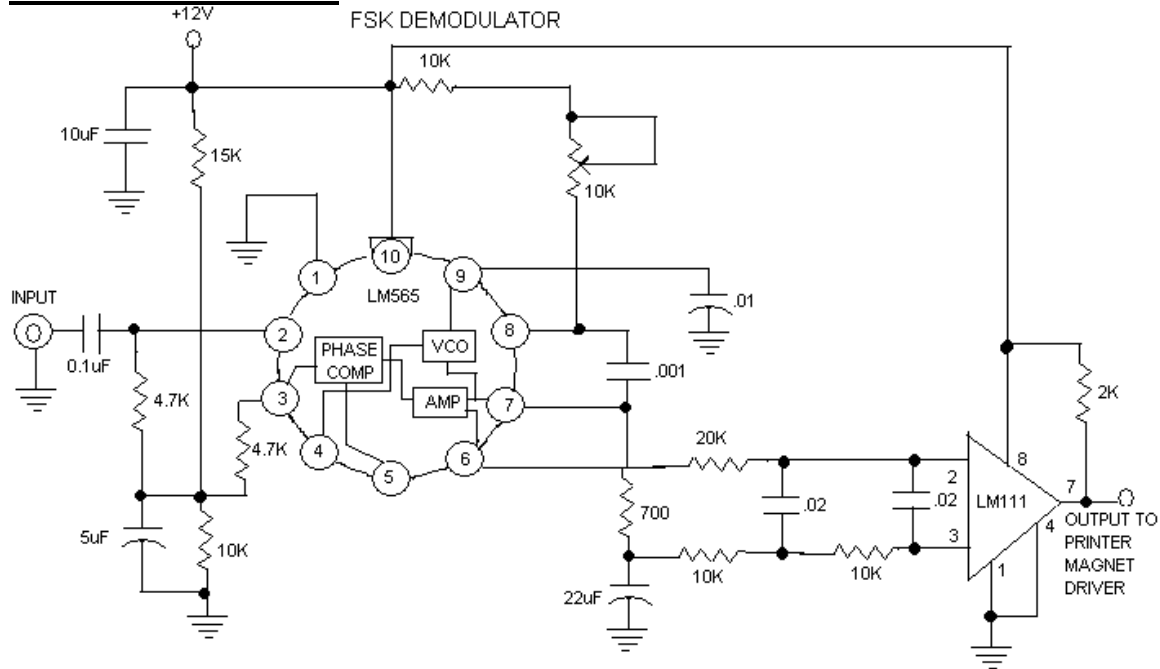 +12V
FSK DEMODULATOR
10K
10uF
15K
10K
1
10
9
LM565
.01
INPUT
2
8
0.1uF
PHASE
COMP
VCO
.001
4.7K
3
AMP
7
2K
4.7K
4
5
6
20K
8
2
.02
.02
LM111
7
5uF
10K
700
3
4
OUTPUT TO
PRINTER
MAGNET
DRIVER
10K
10K
1
22uF